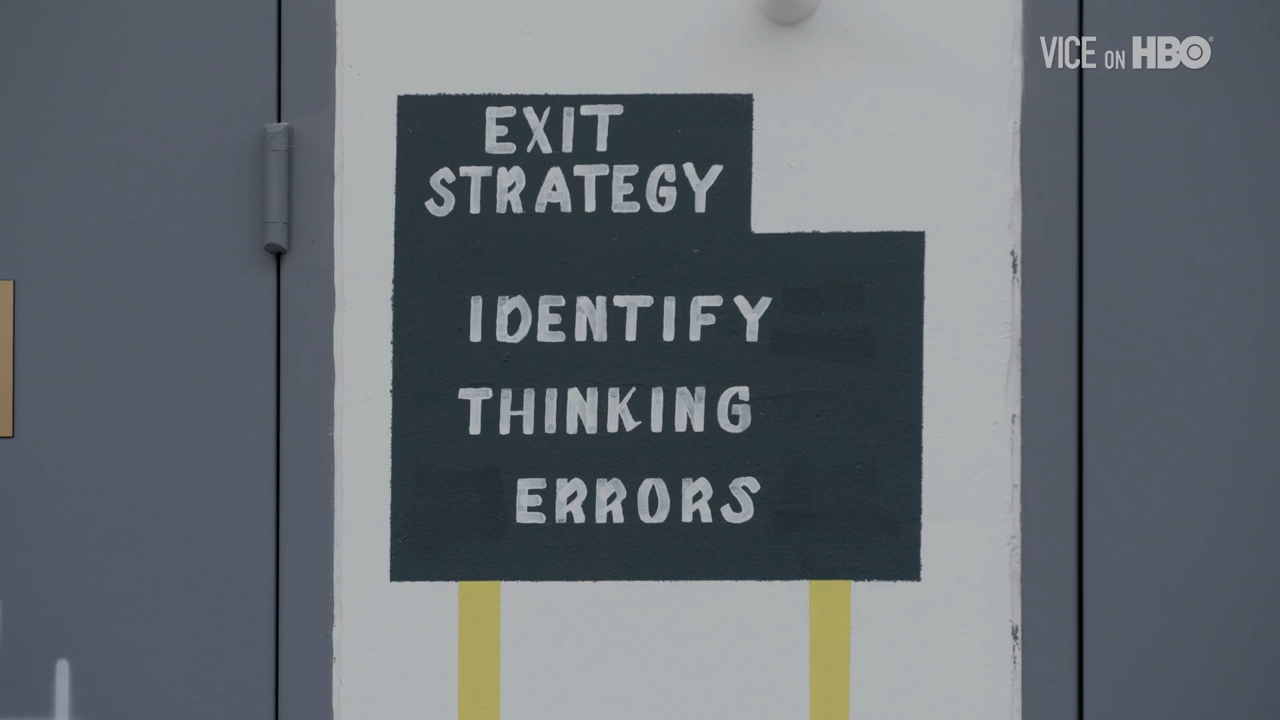 VICE ON HBO
EXIT
STRATEGY
IDENTIFY
THINKING
ERRORS